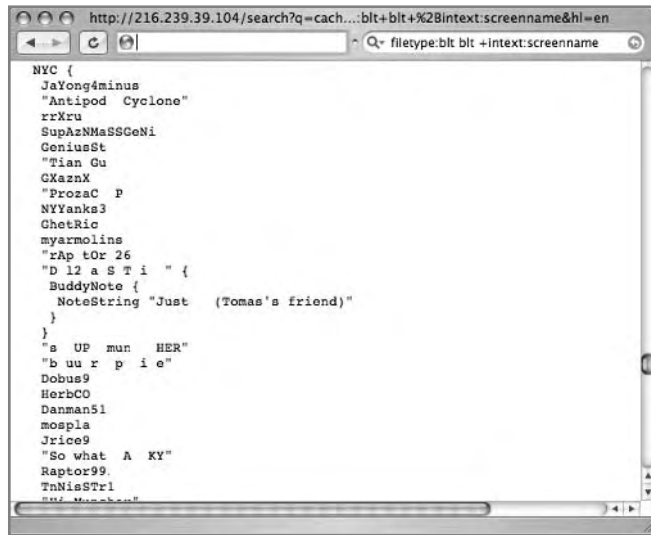 http://216.239.39.104/search?q=cach...:blt+blt+%2Bintext:screenname&hl=en
filetype:blt blt +intext:screenname
NYC {
JaYong4minus
"Antipod Cyclone"
rrXru
SupAzNMaSSGeNi
GeniusSt
"Tian Gu
GXaznX
"ProzaC P
NYYanks3
GhetRic
myarmolins
"rAp tOr 26
"D l2 a S T i " {
BuddyNote {
NoteString "Just (Tomas's friend)"
}
}
"s UP mun HER"
"b uu r p i e"
Dobus9
HerbCO
Danman51
mospla
Jrice9
"So what A KY"
Raptor99.
TnNisSTr1